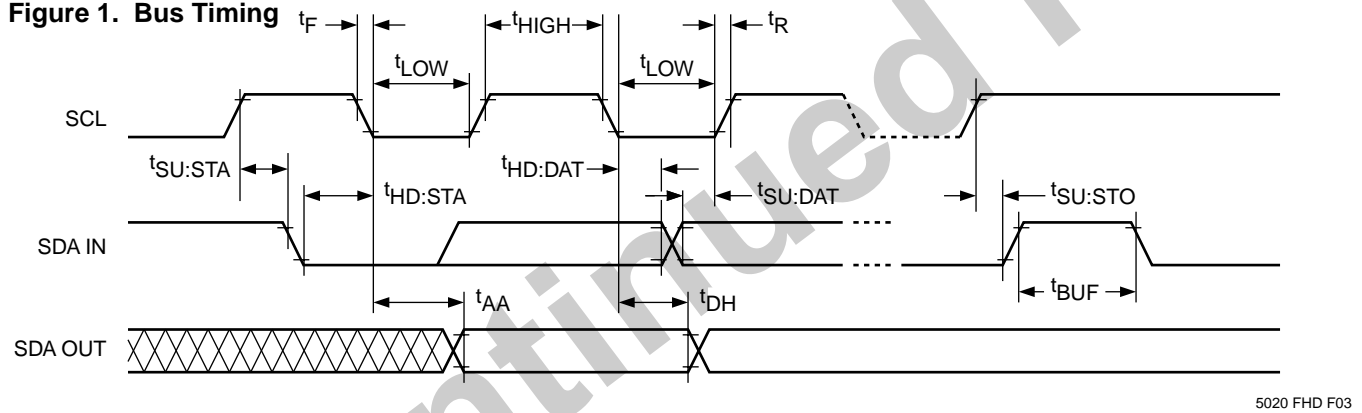 Figure 1. Bus Timing
tF
tHIGH
tR
tLOW
tLOW
SCL
tSU:STA
tHD:STA
tHD:DAT
tSU:DAT
tSU:STO
SDA IN
tBUF
tAA
tDH
SDA OUT
5020 FHD F03